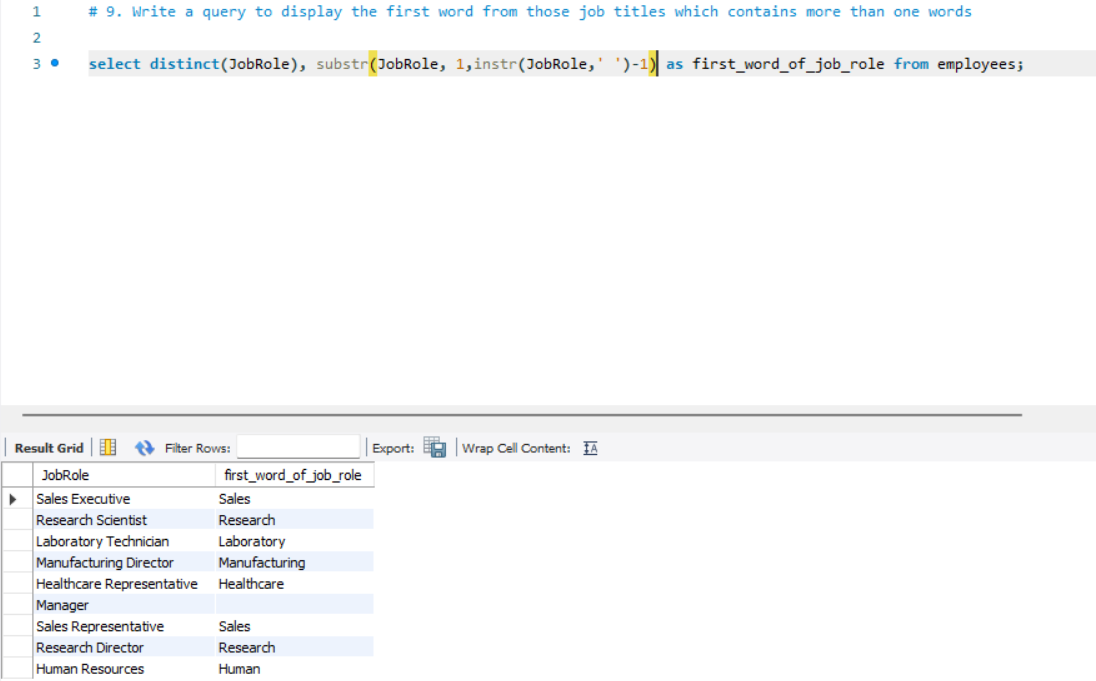 1 # 9. Write a query to display the first word from those job titles which contains more than one words
2
3 select distinct(JobRole), substr(JobRole, 1,instr(JobRole,' ')-1) as first_word_of_job_role from employees;
Result Grid Filter Rows: Export: Wrap Cell Content: IA
JobRole first_word_of_job_role
Sales Executive Sales
Research Scientist Research
Laboratory Technician Laboratory
Manufacturing Director Manufacturing
Healthcare Representative Healthcare
Manager
Sales Representative Sales
Research Director Research
Human Resources Human